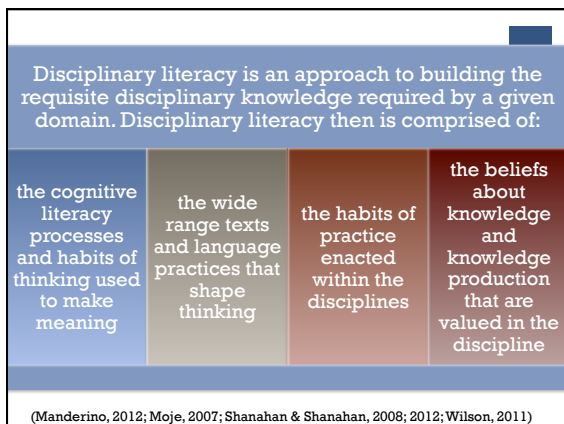 Disciplinary literacy is an approach to building the
requisite disciplinary knowledge required by a given
domain. Disciplinary literacy then is comprised of:
the cognitive
literacy
processes
and habits of
thinking used
to make
meaning
the wide
range texts
and language
practices that
shape
thinking
the habits of
practice
enacted
within the
disciplines
the beliefs
about
knowledge
and
knowledge
production
that are
valued in the
discipline
(Manderino, 2012; Moje, 2007; Shanahan & Shanahan, 2008; 2012; Wilson, 2011)